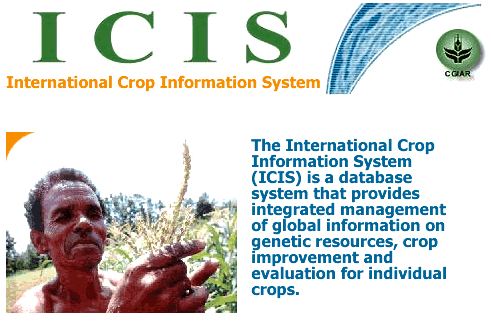 ICIS
International Crop Information System
CGIAR
The International Crop
Information System
(ICIS) is a database
system that provides
integrated management
of global information on
genetic resources, crop
improvement and
evaluation for individual
crops.